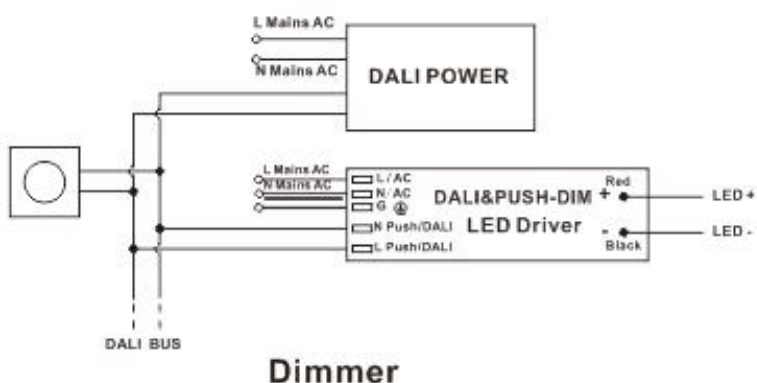 L Mains AC
N Mains AC
DALI POWER
L Mains AC
N Mains AC
L/AC
N/AC
G
N Push/DALI
L Push/DALI
DALI&PUSH-DIM
LED Driver
Red
+
-
Black
LED +
LED -
DALI BUS
Dimmer